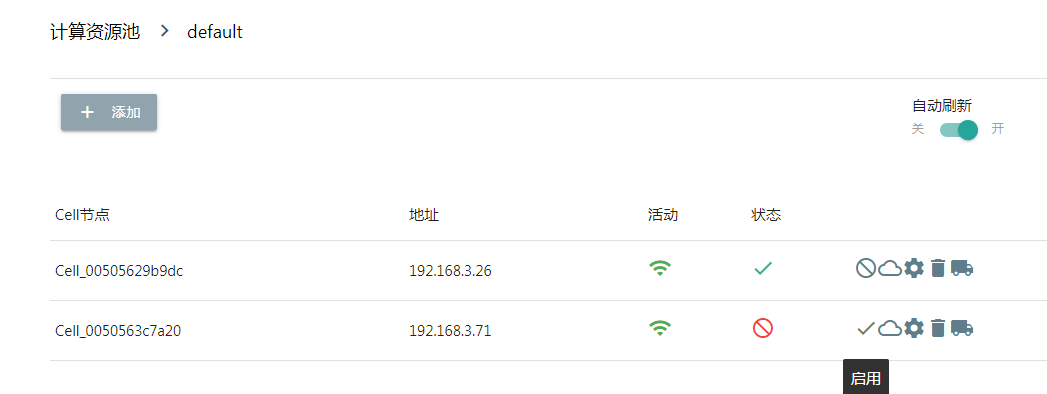 计算资源池 > default
+ 添加
自动刷新
关 开
Cell节点 地址 活动 状态
Cell_00505629b9dc 192.168.3.26
Cell_0050563c7a20 192.168.3.71
启用